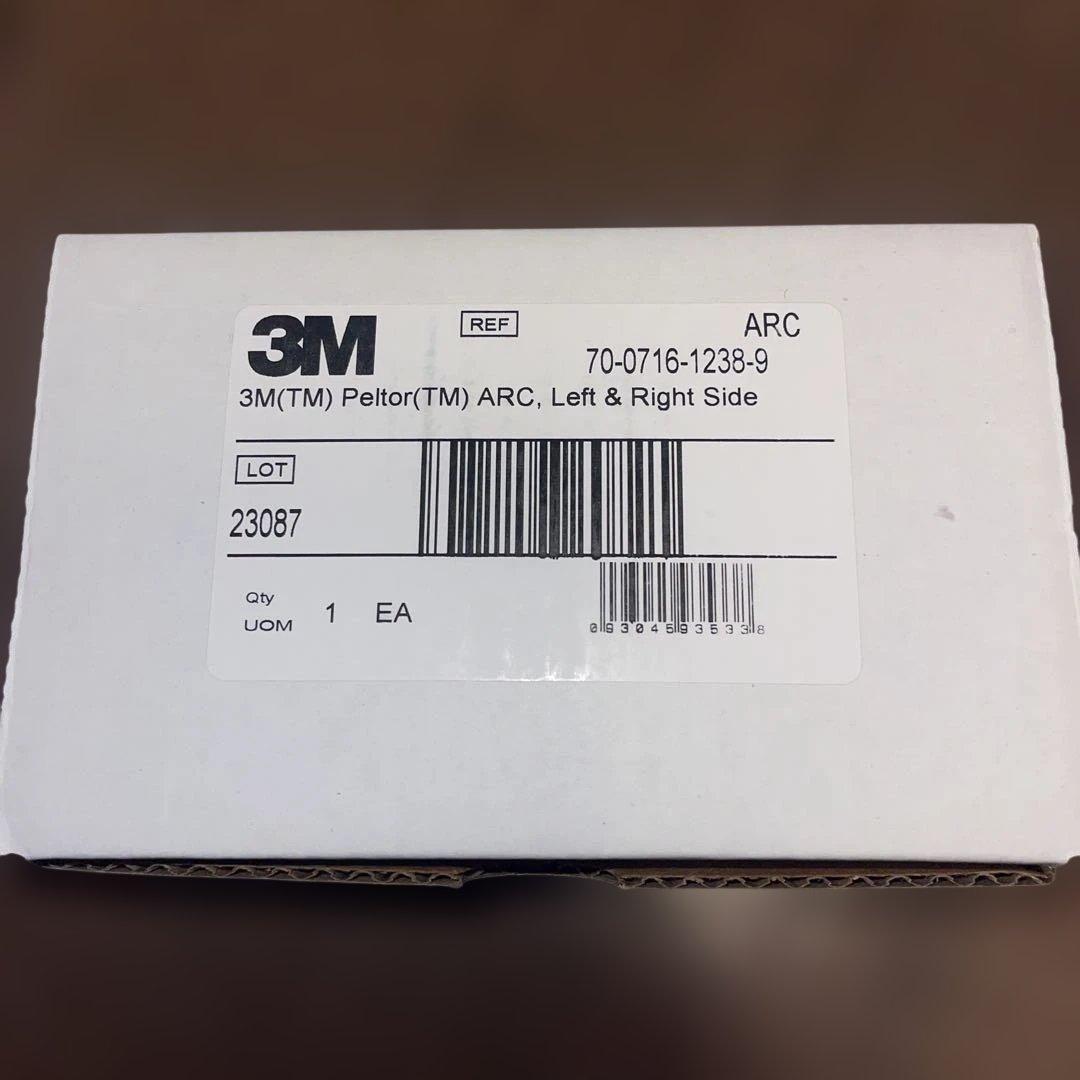 3M REF ARC
70-0716-1238-9
3M(TM) Peltor(TM) ARC, Left & Right Side
LOT
23087
Qty
UOM 1 EA
093045935338